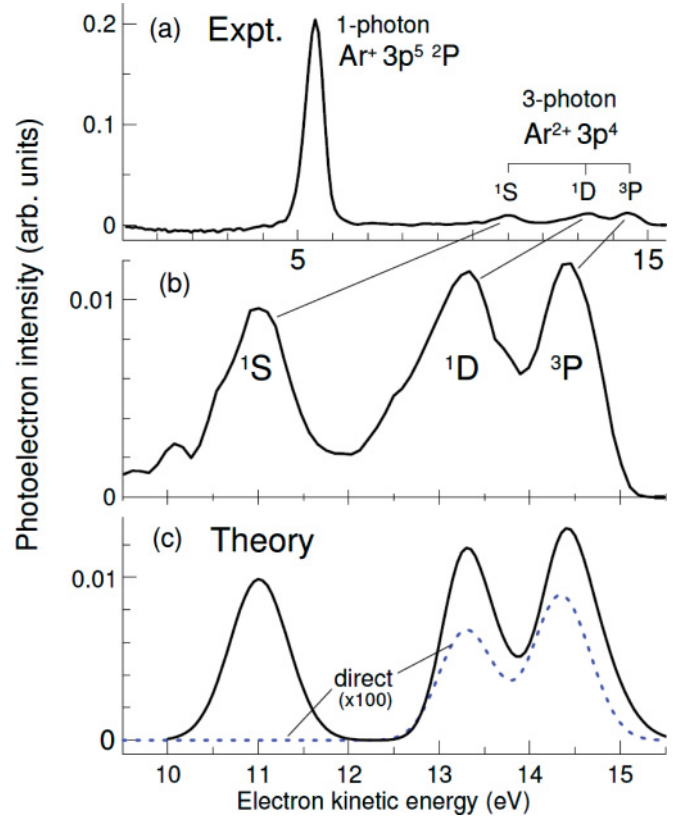 Photoelectron intensity (arb. units)
(a) Expt.
1-photon
Ar⁺ 3p⁵ ²P
3-photon
Ar²⁺ 3p⁴
¹S ¹D ³P
0.2
0.1
0
5 15
(b)
0.01
0
¹S ¹D ³P
(c) Theory
0.01
0
direct
(x100)
10 11 12 13 14 15
Electron kinetic energy (eV)